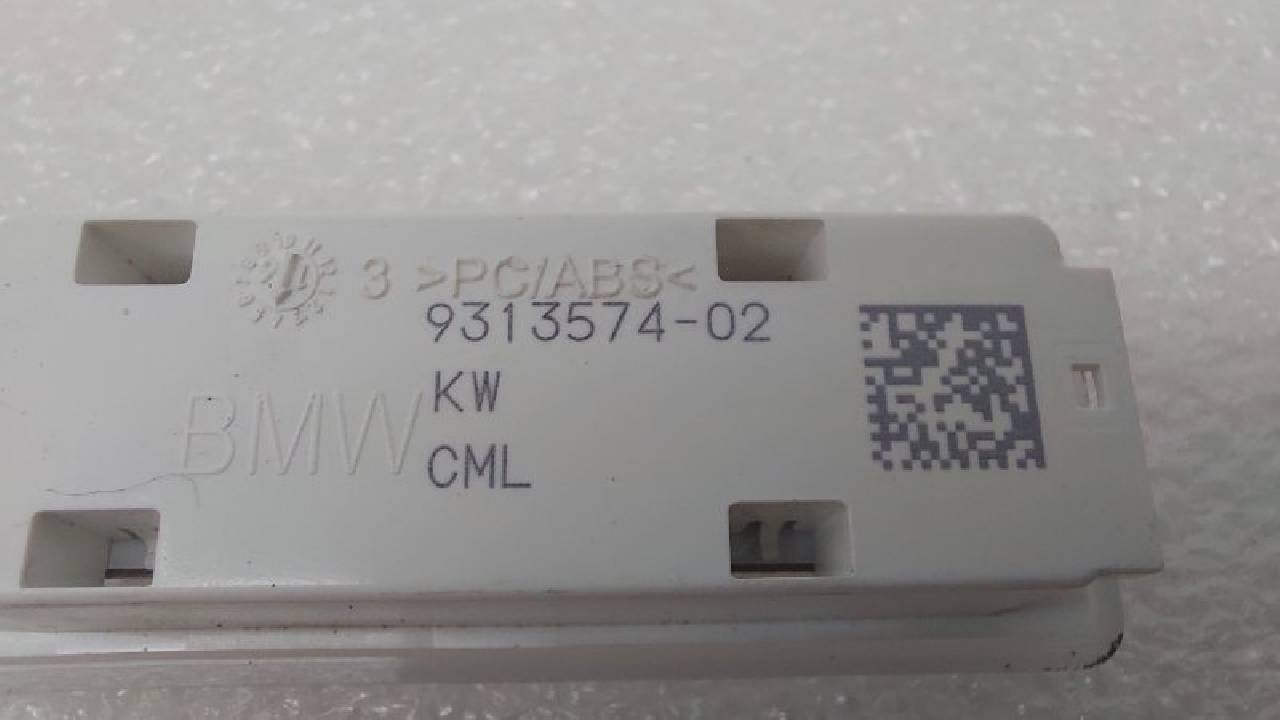 3 >PC/ABS<
9313574-02
KW
BMW
CML